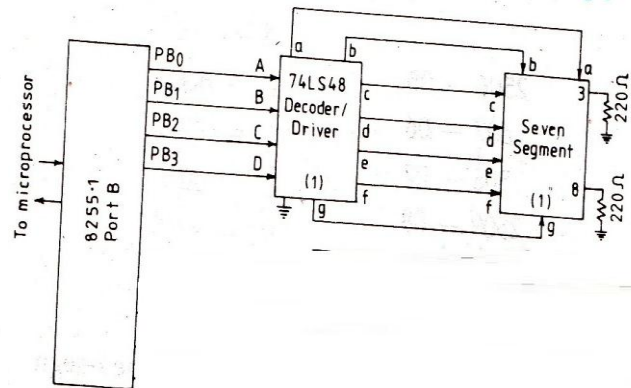 To microprocessor
8255·1
Port B
PB0
PB1
PB2
PB3
A
B
C
D
a
b
74LS48
Decoder/
Driver
(1)
c
d
e
f
g
b
a
c
d
e
f
g
3
Seven
Segment
8
(1)
220Ω
220Ω